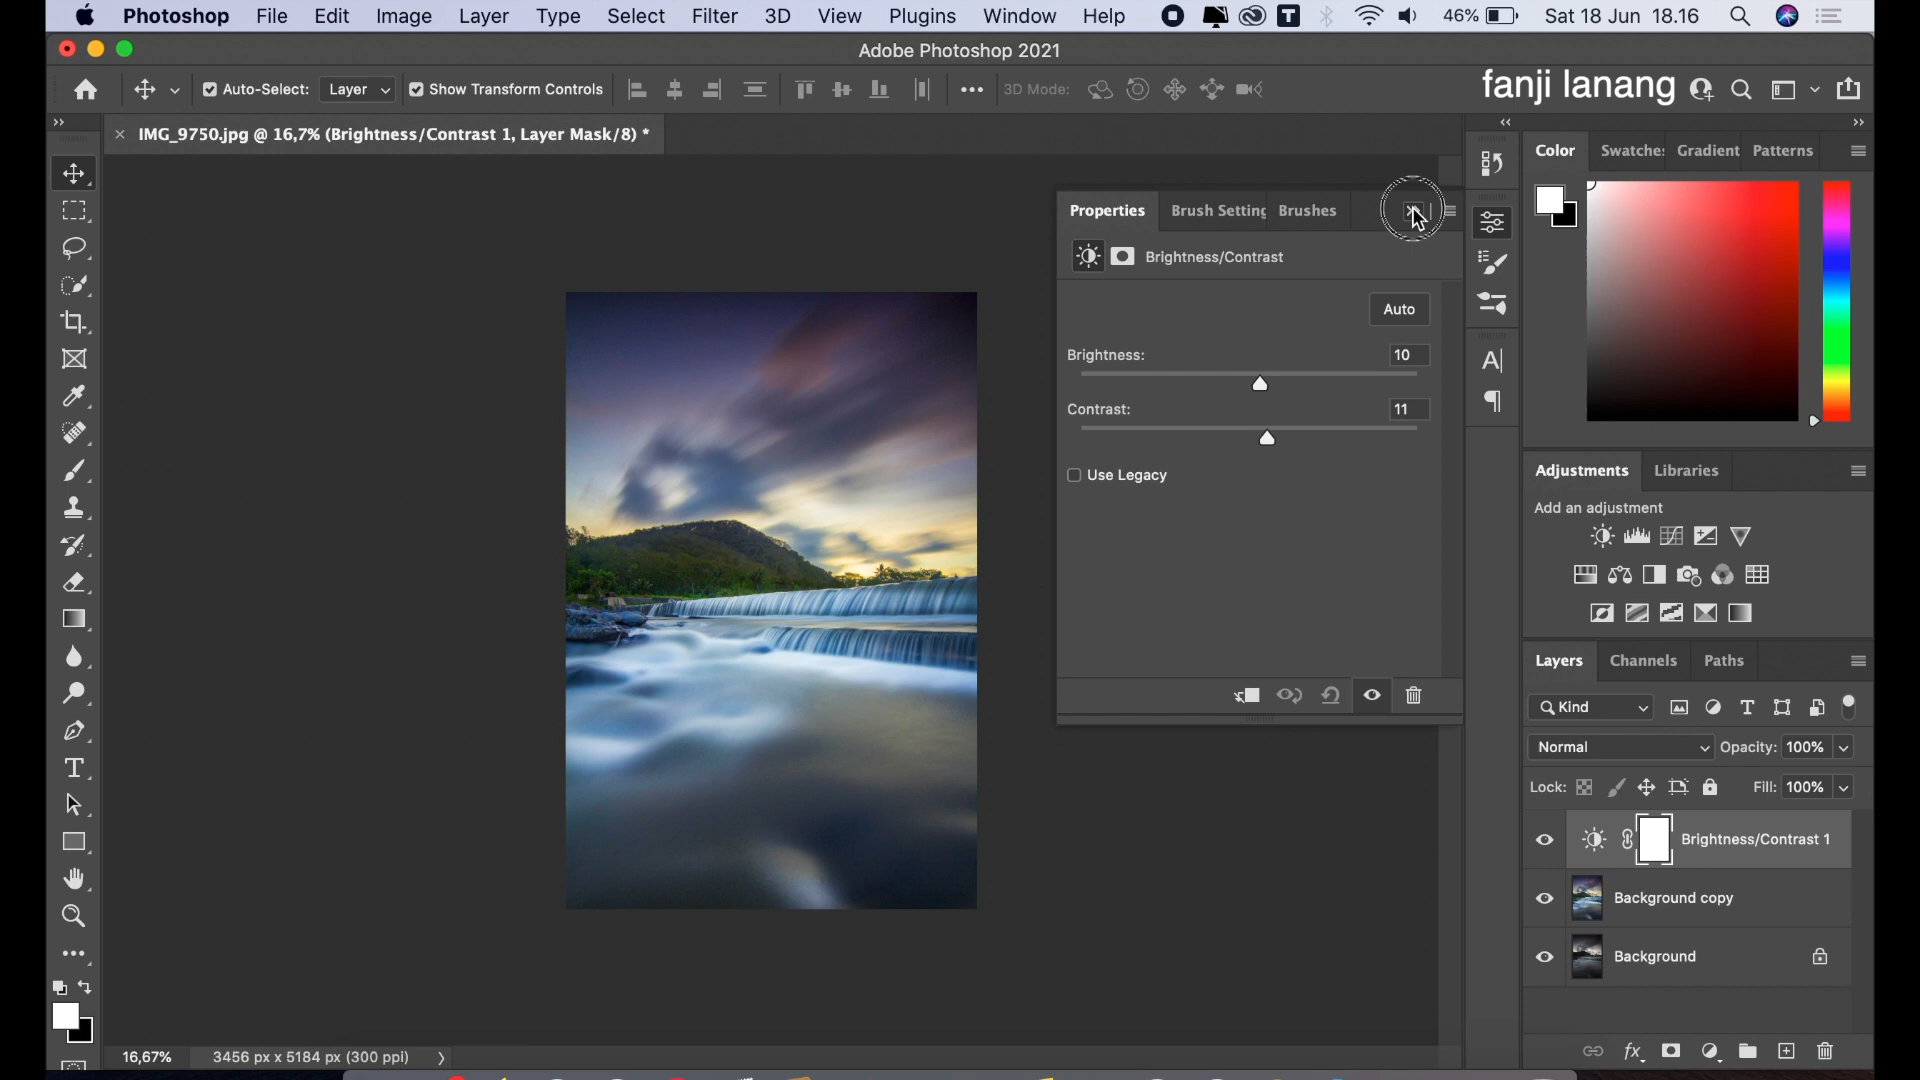 Photoshop File Edit Image Layer Type Select Filter 3D View Plugins Window Help 46% Sat 18 Jun 18.16
Adobe Photoshop 2021
Auto-Select: Layer Show Transform Controls 3D Mode: fanji lanang
IMG_9750.jpg @ 16,7% (Brightness/Contrast 1, Layer Mask/8) *
Color Swatches Gradient Patterns
Properties Brush Setting Brushes
Brightness/Contrast
Auto
Brightness: 10
Contrast: 11
Use Legacy
Adjustments Libraries
Add an adjustment
Layers Channels Paths
Kind
Normal Opacity: 100%
Lock: Fill: 100%
Brightness/Contrast 1
Background copy
Background
16,67% 3456 px x 5184 px (300 ppi)